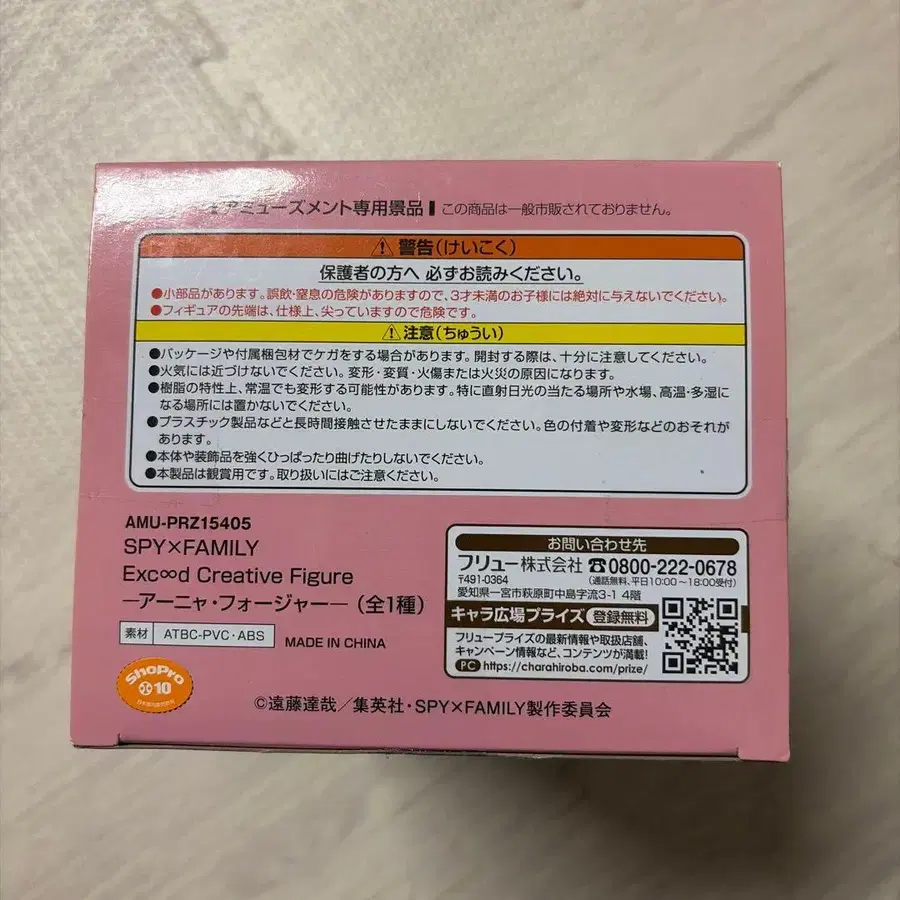 アミューズメント専用景品 この商品は一般市販されておりません。
警告(けいこく)
保護者の方へ 必ずお読みください。
●小部品があります。誤飲・窒息の危険がありますので、3才未満のお子様には絶対に与えないでください。
●フィギュアの先端は、仕様上、尖っていますので危険です。
注意(ちゅうい)
●パッケージや付属梱包材でケガをする場合があります。開封する際は、十分に注意してください。
●火気には近づけないでください。変形・変質・火傷または火災の原因になります。
●樹脂の特性上、常温でも変形する可能性があります。特に直射日光の当たる場所や水場、高温・多湿に
なる場所には置かないでください。
●プラスチック製品などと長時間接触させたままにしないでください。色の付着や変形などのおそれが
あります。
●本体や装飾品を強くひっぱったり曲げたりしないでください。
●本製品は観賞用です。取り扱いにはご注意ください。
AMU-PRZ15405
SPY×FAMILY
Exc∞d Creative Figure
―アーニャ・フォージャー―(全1種)
素材 ATBC-PVC・ABS MADE IN CHINA
ShoPro
10
お問い合わせ先
フリュー株式会社 ☎0800-222-0678
〒491-0364 (通話無料、平日10:00〜18:00受付)
愛知県一宮市萩原町中島字流3-1 4階
キャラ広場プライズ 登録無料
フリュープライズの最新情報や取扱店舗、
キャンペーン情報など、コンテンツが満載!
PC https://charahiroba.com/prize/
©遠藤達哉/集英社・SPY×FAMILY製作委員会